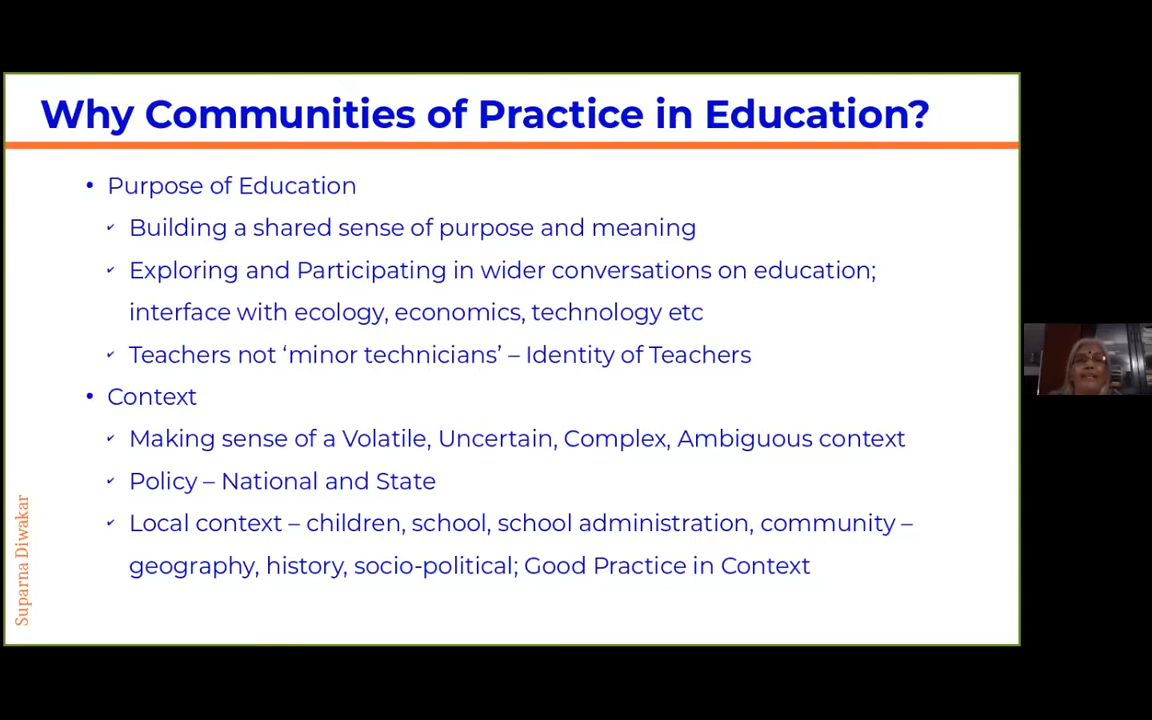 Why Communities of Practice in Education?
• Purpose of Education
✓ Building a shared sense of purpose and meaning
✓ Exploring and Participating in wider conversations on education;
interface with ecology, economics, technology etc
✓ Teachers not ‘minor technicians’ – Identity of Teachers
• Context
✓ Making sense of a Volatile, Uncertain, Complex, Ambiguous context
✓ Policy – National and State
✓ Local context – children, school, school administration, community –
geography, history, socio-political; Good Practice in Context
Suparna Diwakar